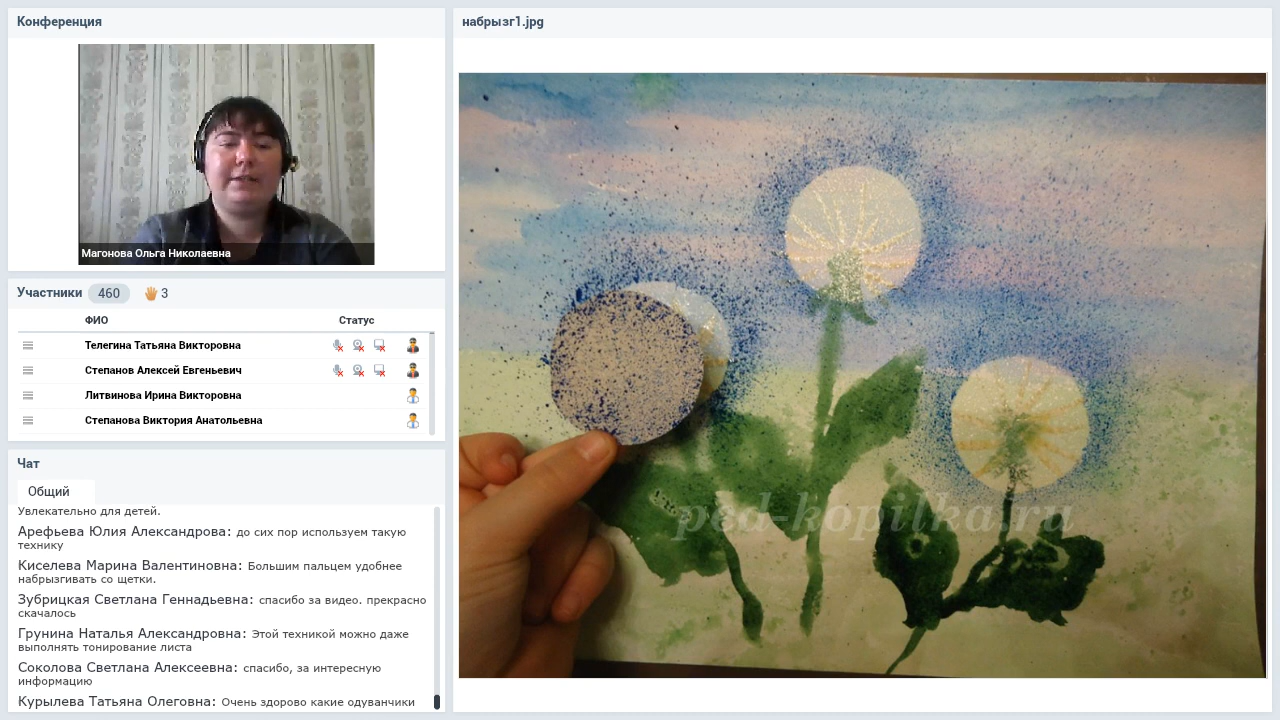 Конференция
Магонова Ольга Николаевна
Участники 460 3
ФИО Статус
Телегина Татьяна Викторовна
Степанов Алексей Евгеньевич
Литвинова Ирина Викторовна
Степанова Виктория Анатольевна
Чат
Общий
Увлекательно для детей.
Арефьева Юлия Александрова: до сих пор используем такую
технику
Киселева Марина Валентиновна: Большим пальцем удобнее
набрызгивать со щетки.
Зубрицкая Светлана Геннадьевна: спасибо за видео. прекрасно
скачалось
Грунина Наталья Александровна: Этой техникой можно даже
выполнять тонирование листа
Соколова Светлана Алексеевна: спасибо, за интересную
информацию
Курылева Татьяна Олеговна: Очень здорово какие одуванчики
набрызг1.jpg
ped-kopilka.ru